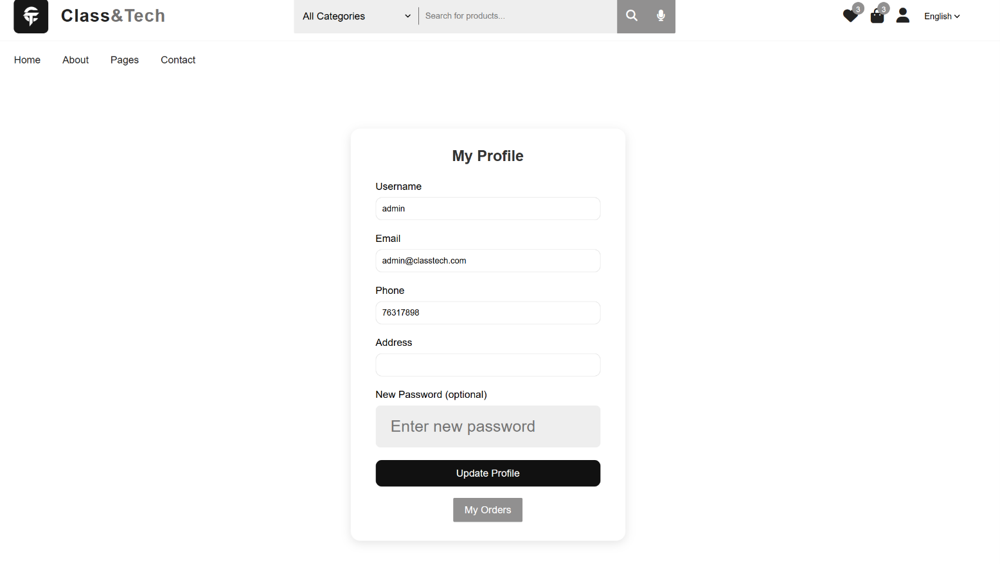 Class&Tech
All Categories
Search for products...
3
3
English
Home
About
Pages
Contact
My Profile
Username
admin
Email
admin@classtech.com
Phone
76317898
Address
New Password (optional)
Enter new password
Update Profile
My Orders